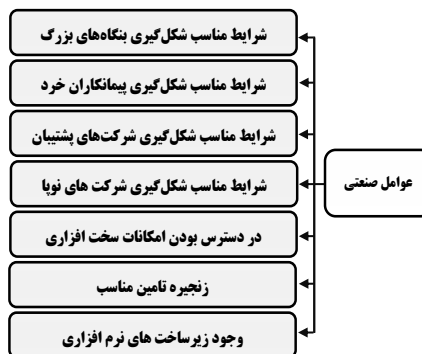 شرایط مناسب شکل‌گیری بنگاه‌های بزرگ
شرایط مناسب شکل‌گیری پیمانکاران خرد
شرایط مناسب شکل‌گیری شرکت‌های پشتیبان
عوامل صنعتی
شرایط مناسب شکل‌گیری شرکت های نوپا
در دسترس بودن امکانات سخت افزاری
زنجیره تامین مناسب
وجود زیرساخت های نرم افزاری